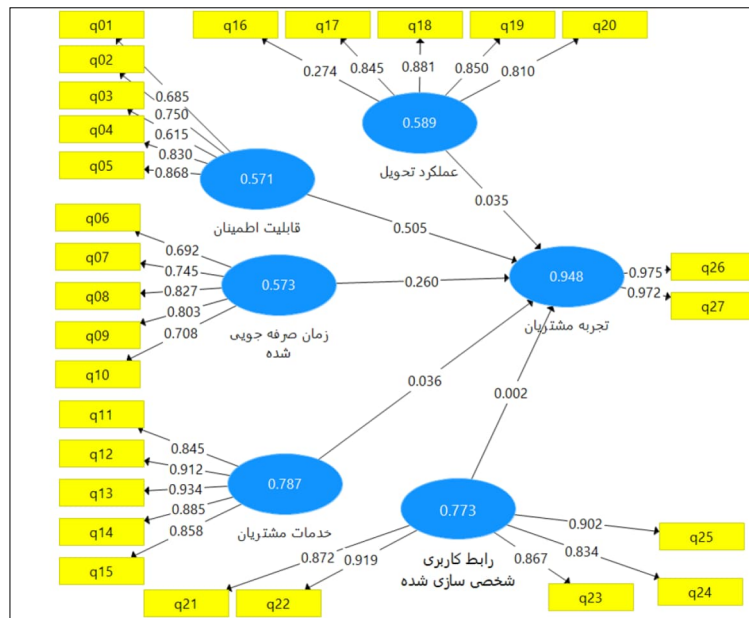 q01
q02
q03
q04
q05
0.685
0.750
0.615
0.830
0.868
0.571
قابلیت اطمینان
q16
q17
q18
q19
q20
0.274
0.845
0.881
0.850
0.810
0.589
عملکرد تحویل
0.035
0.505
q06
q07
q08
q09
q10
0.692
0.745
0.827
0.803
0.708
0.573
زمان صرفه جویی
شده
0.260
0.948
تجربه مشتریان
0.975
0.972
q26
q27
0.036
0.002
q11
q12
q13
q14
q15
0.845
0.912
0.934
0.885
0.858
0.787
خدمات مشتریان
0.773
رابط کاربری
شخصی سازی شده
0.872
0.919
0.867
0.834
0.902
q21
q22
q23
q24
q25